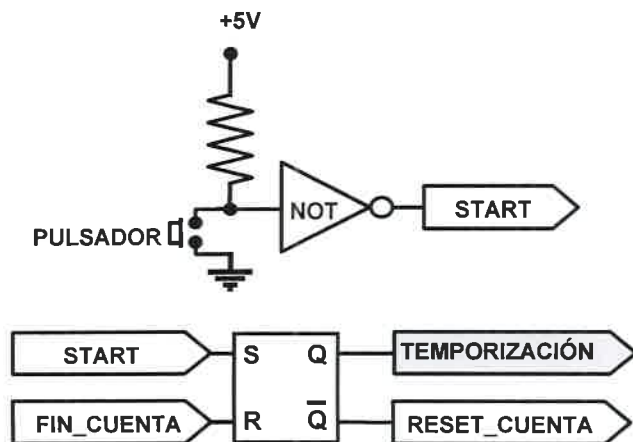 +5V
NOT
START
PULSADOR
START
S
Q
TEMPORIZACIÓN
FIN_CUENTA
R
Q̅
RESET_CUENTA